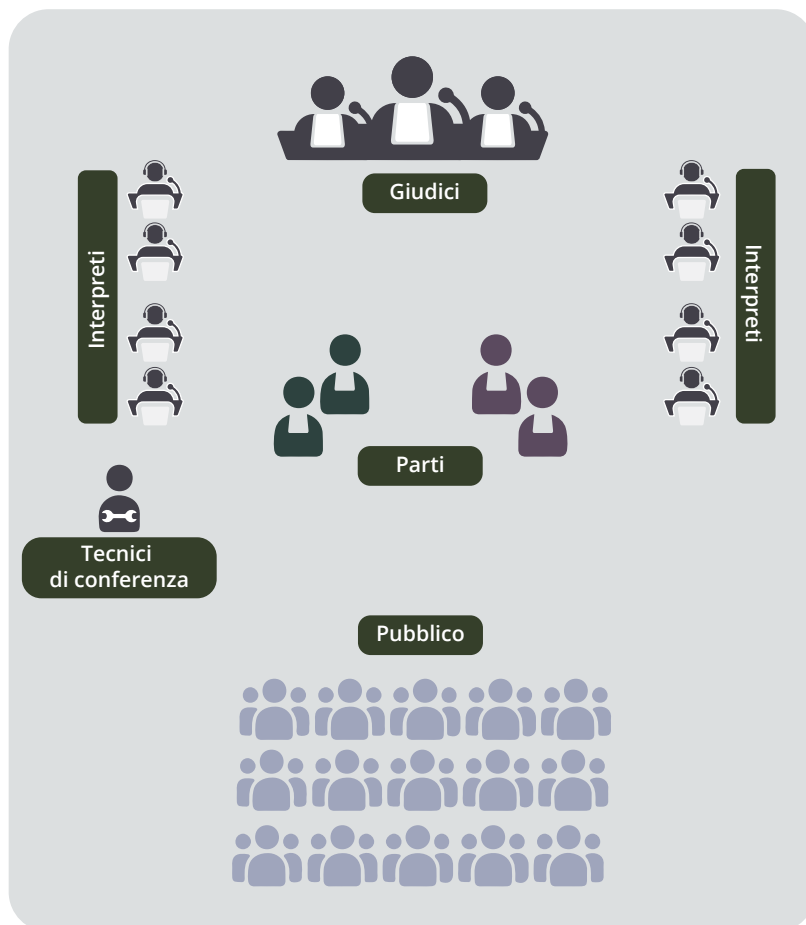 Giudici
Interpreti
Interpreti
Parti
Tecnici
di conferenza
Pubblico